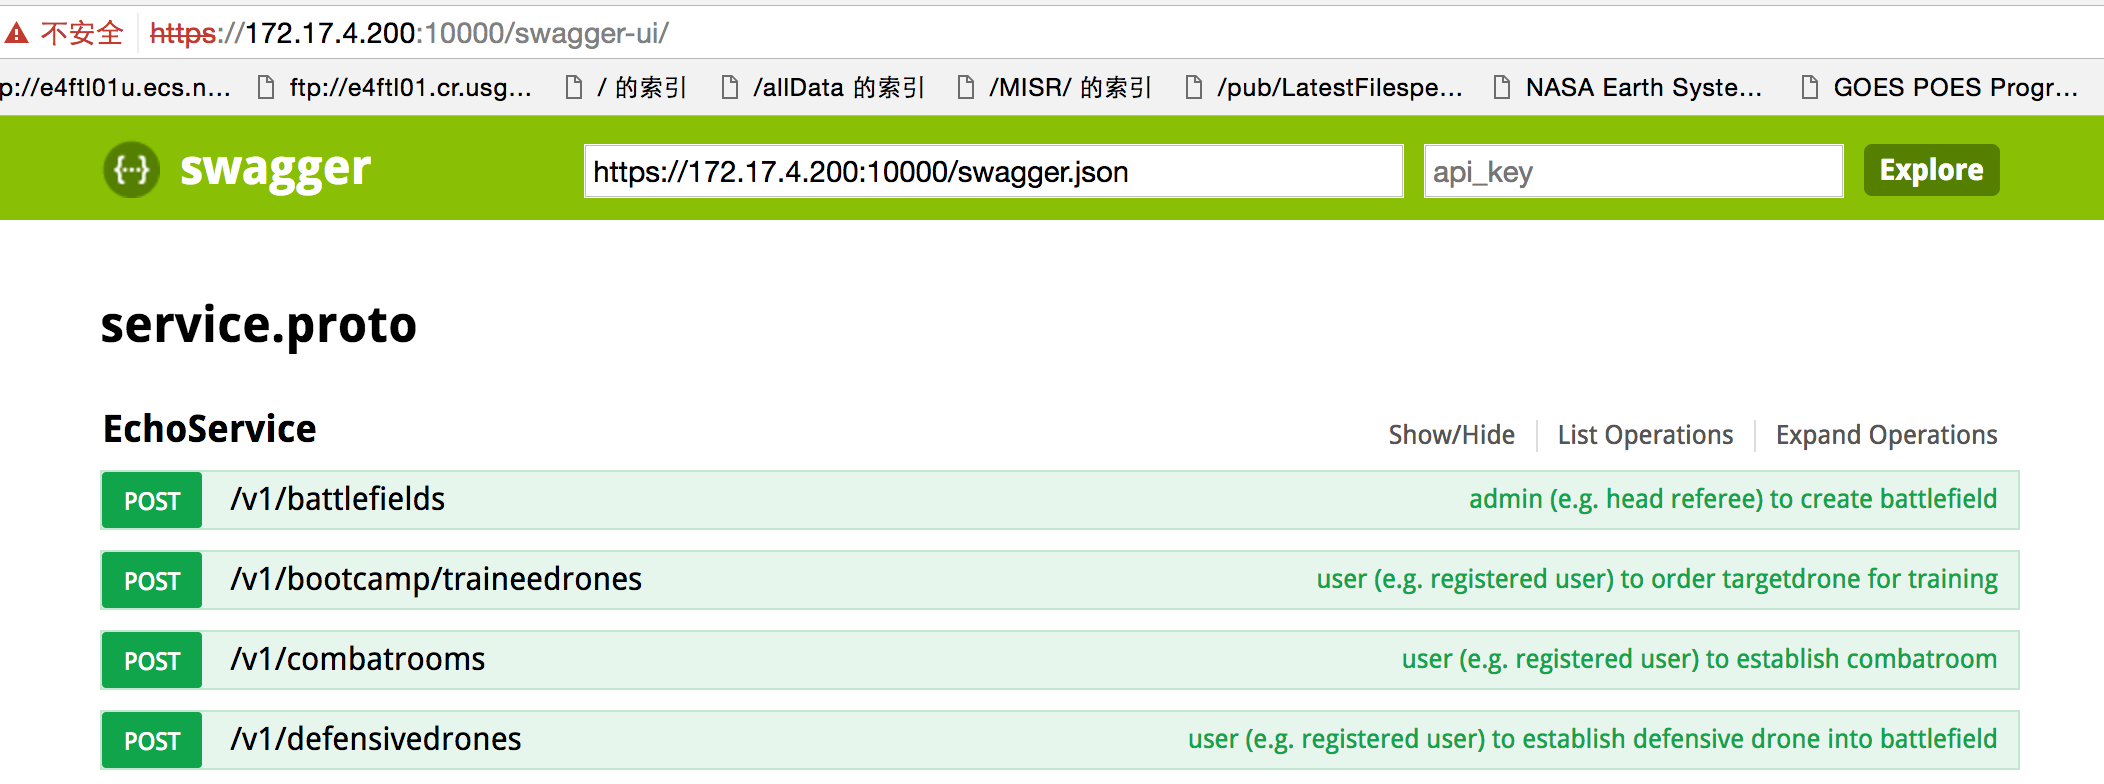 不安全 https://172.17.4.200:10000/swagger-ui/
p://e4ftl01u.ecs.n... ftp://e4ftl01.cr.usg... / 的索引 /allData 的索引 /MISR/ 的索引 /pub/LatestFilespe... NASA Earth Syste... GOES POES Progr...
{···} swagger https://172.17.4.200:10000/swagger.json api_key Explore
service.proto
EchoService Show/Hide List Operations Expand Operations
POST /v1/battlefields admin (e.g. head referee) to create battlefield
POST /v1/bootcamp/traineedrones user (e.g. registered user) to order targetdrone for training
POST /v1/combatrooms user (e.g. registered user) to establish combatroom
POST /v1/defensivedrones user (e.g. registered user) to establish defensive drone into battlefield